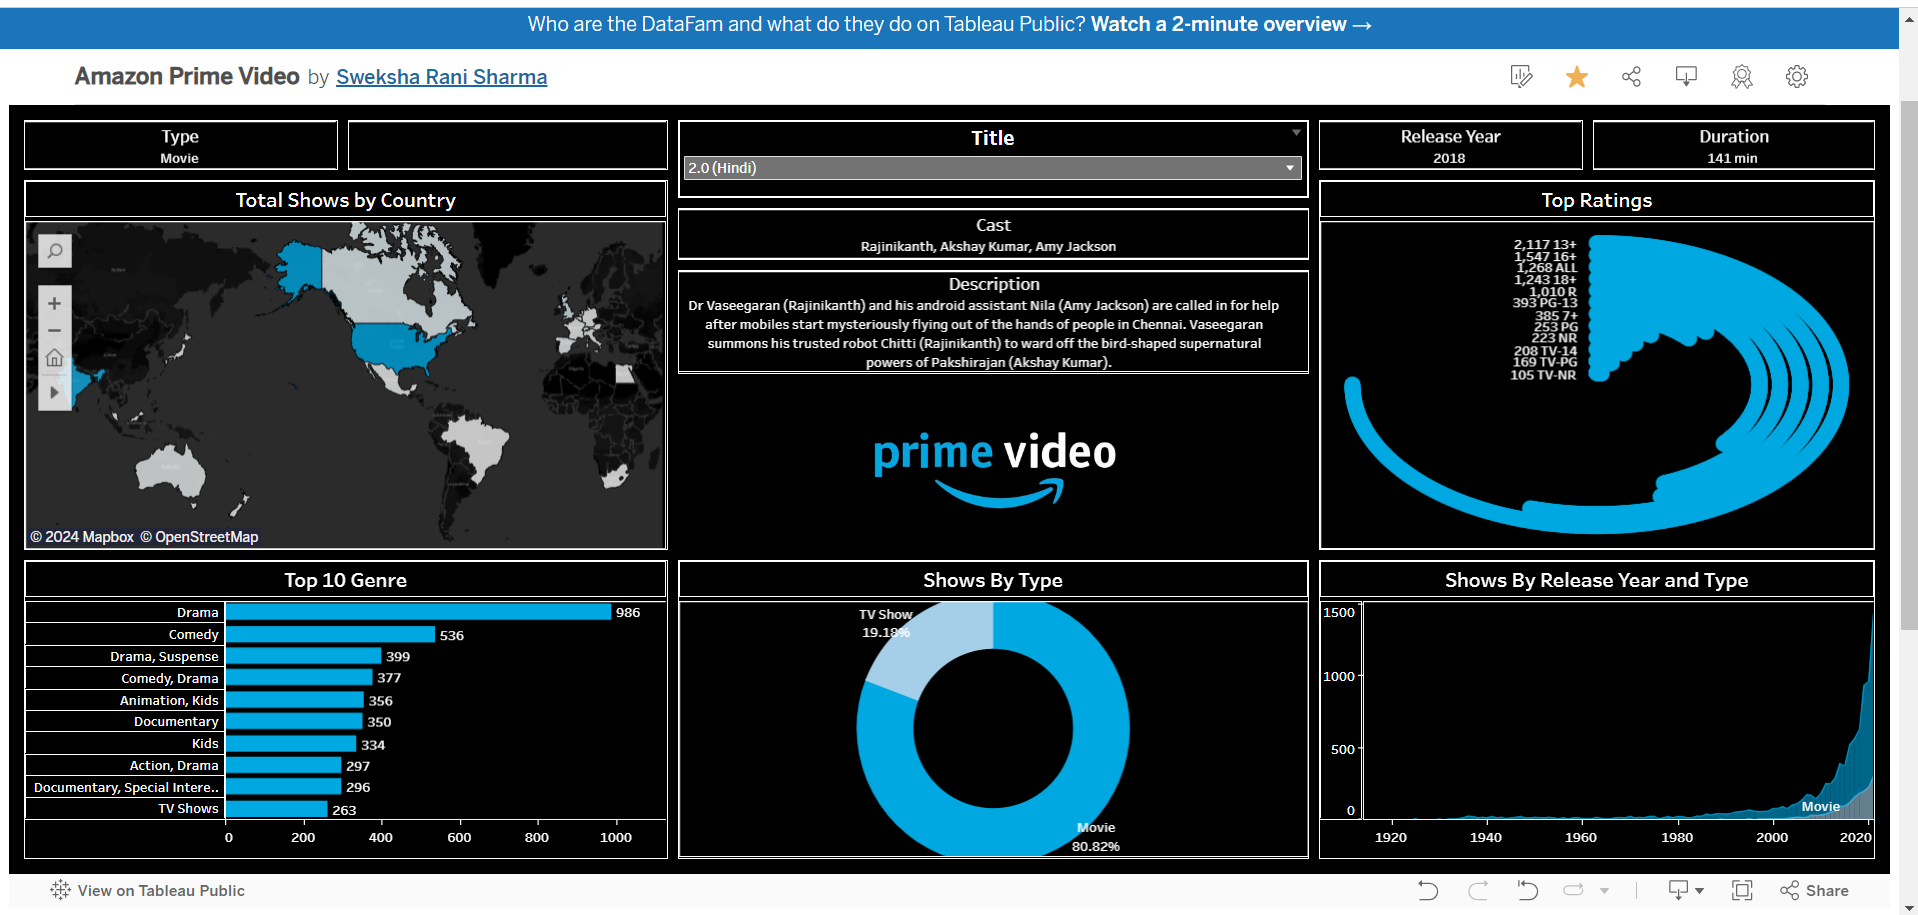 Who are the DataFam and what do they do on Tableau Public? Watch a 2-minute overview →
Amazon Prime Video by Sweksha Rani Sharma
Type
Movie
Title
2.0 (Hindi)
Release Year
2018
Duration
141 min
Total Shows by Country
© 2024 Mapbox © OpenStreetMap
Cast
Rajinikanth, Akshay Kumar, Amy Jackson
Description
Dr Vaseegaran (Rajinikanth) and his android assistant Nila (Amy Jackson) are called in for help
after mobiles start mysteriously flying out of the hands of people in Chennai. Vaseegaran
summons his trusted robot Chitti (Rajinikanth) to ward off the bird-shaped supernatural
powers of Pakshirajan (Akshay Kumar).
prime video
Top Ratings
2,117 13+
1,547 16+
1,268 ALL
1,243 18+
1,010 R
393 PG-13
385 7+
253 PG
223 NR
208 TV-14
169 TV-PG
105 TV-NR
Top 10 Genre
Drama 986
Comedy 536
Drama, Suspense 399
Comedy, Drama 377
Animation, Kids 356
Documentary 350
Kids 334
Action, Drama 297
Documentary, Special Intere.. 296
TV Shows 263
0 200 400 600 800 1000
Shows By Type
TV Show
19.18%
Movie
80.82%
Shows By Release Year and Type
1500
1000
500
0
Movie
1920 1940 1960 1980 2000 2020
View on Tableau Public
Share